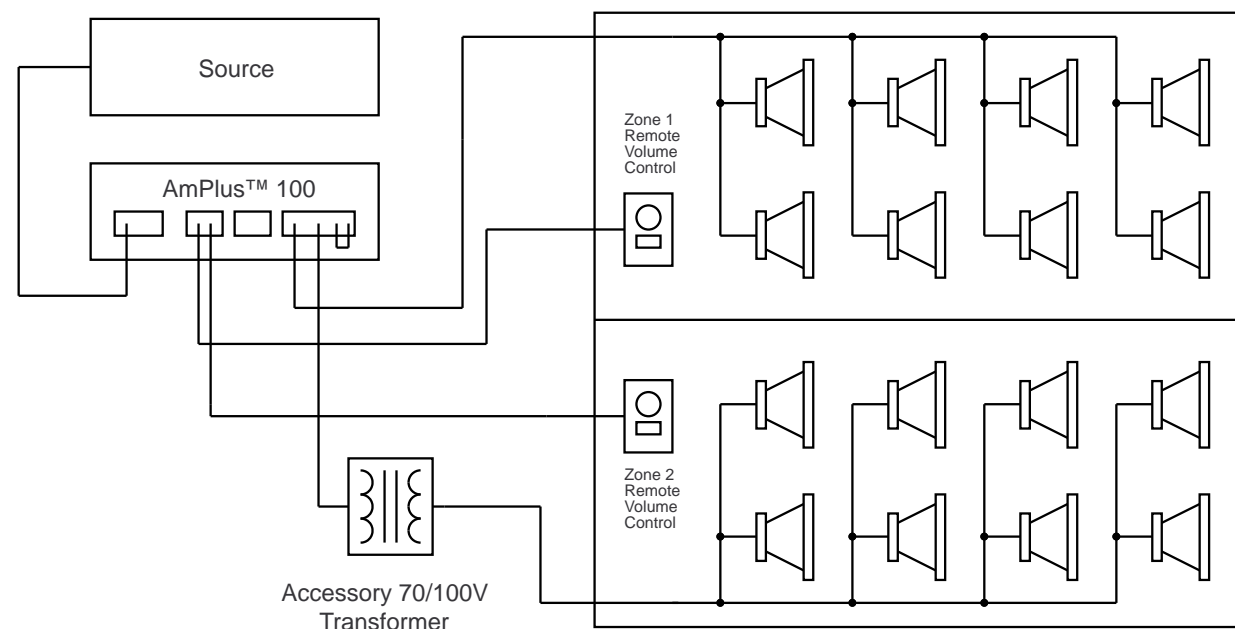 Source
AmPlus™ 100
Zone 1
Remote
Volume
Control
Zone 2
Remote
Volume
Control
Accessory 70/100V
Transformer